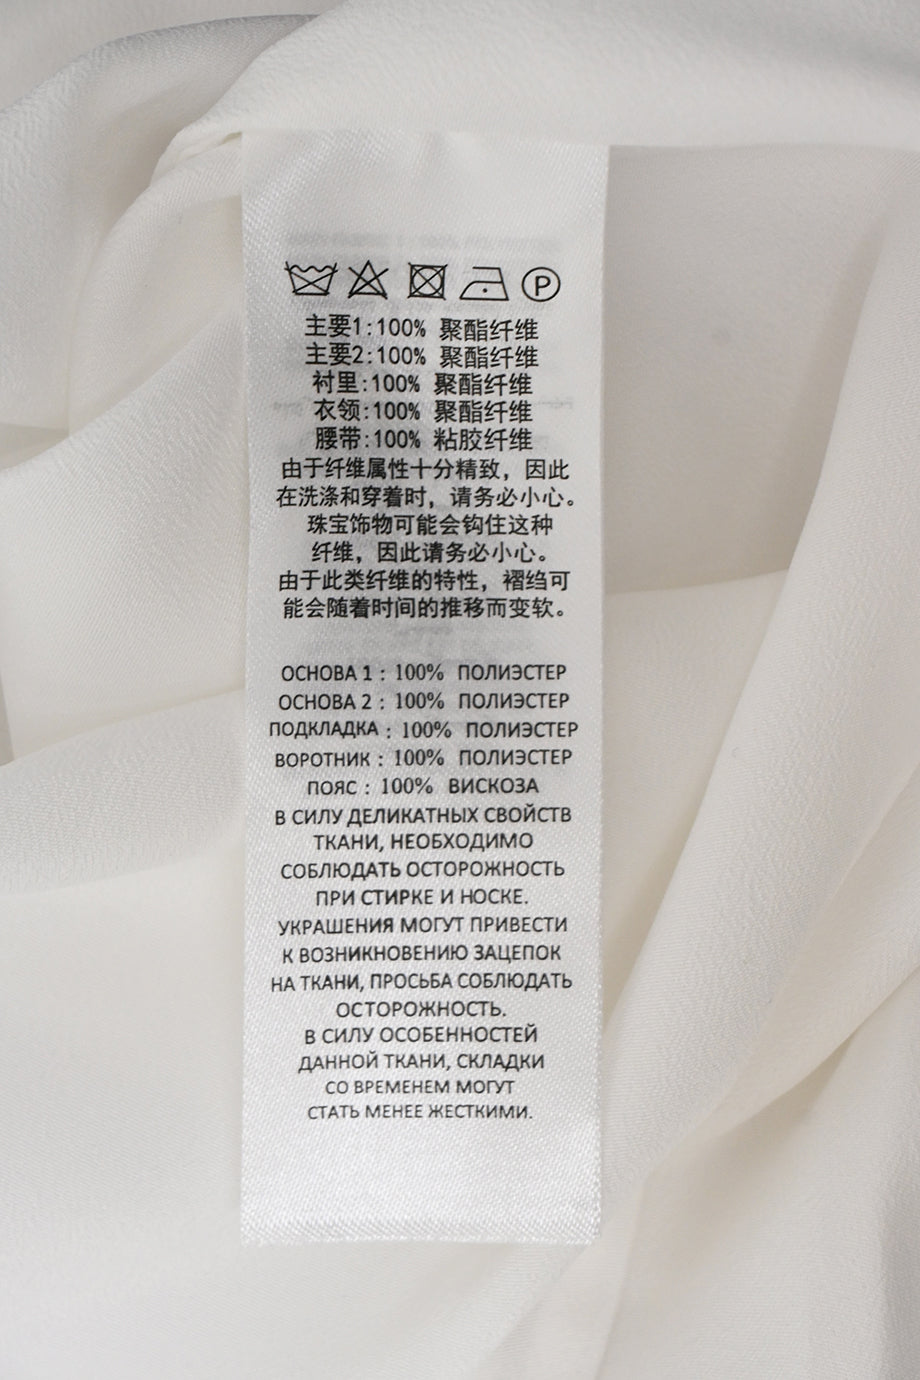 P
主要1:100% 聚酯纤维
主要2:100% 聚酯纤维
衬里:100% 聚酯纤维
衣领:100% 聚酯纤维
腰带:100% 粘胶纤维
由于纤维属性十分精致，因此
在洗涤和穿着时，请务必小心。
珠宝饰物可能会钩住这种
纤维，因此请务必小心。
由于此类纤维的特性，褶裆可
能会随着时间的推移而变软。
ОСНОВА 1 : 100% ПОЛИЭСТЕР
ОСНОВА 2 : 100% ПОЛИЭСТЕР
ПОДКЛАДКА : 100% ПОЛИЭСТЕР
ВОРОТНИК : 100% ПОЛИЭСТЕР
ПОЯС : 100% ВИСКОЗА
В СИЛУ ДЕЛИКАТНЫХ СВОЙСТВ
ТКАНИ, НЕОБХОДИМО
СОБЛЮДАТЬ ОСТОРОЖНОСТЬ
ПРИ СТИРКЕ И НОСКЕ.
УКРАШЕНИЯ МОГУТ ПРИВЕСТИ
К ВОЗНИКНОВЕНИЮ ЗАЦЕПОК
НА ТКАНИ, ПРОСЬБА СОБЛЮДАТЬ
ОСТОРОЖНОСТЬ.
В СИЛУ ОСОБЕННОСТЕЙ
ДАННОЙ ТКАНИ, СКЛАДКИ
СО ВРЕМЕНЕМ МОГУТ
СТАТЬ МЕНЕЕ ЖЕСТКИМИ.